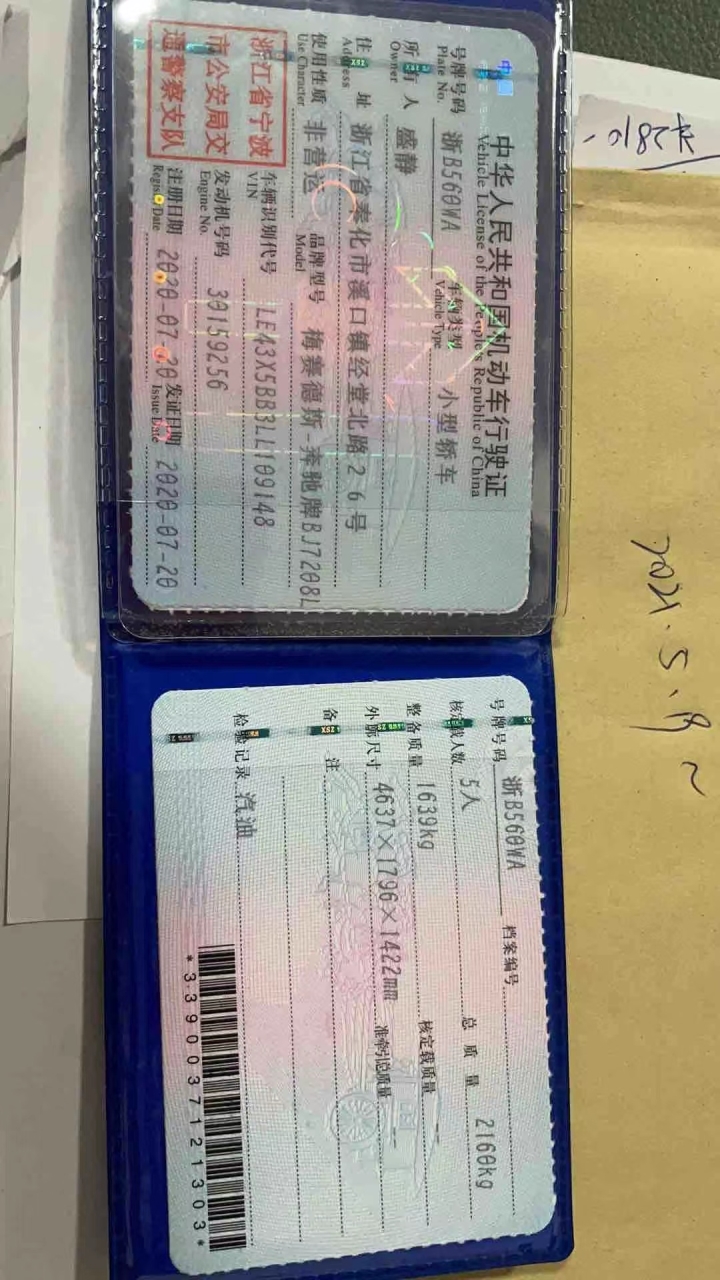 中华人民共和国机动车行驶证
Vehicle License of the People's Republic of China
号牌号码 浙B560WA 车辆类型 小型轿车
Plate No. Vehicle Type
所有人 盛静
Owner
住址 浙江省奉化市溪口镇经堂北路26号
Address
使用性质 非营运 品牌型号 梅赛德斯-奔驰牌BJ7208L
Use Character Model
浙江省宁波
市公安局交
通警察支队
车辆识别代号 LE43X5BB3LL109148
VIN
发动机号码 30159256
Engine No.
注册日期 2020-07-20 发证日期 2020-07-20
Register Date Issue Date
号牌号码 浙B560WA 档案编号
核定载人数 5人 总质量 2160kg
整备质量 1639kg 核定载质量
外廓尺寸 4637×1796×1422mm 准牵引总质量
备注
检验记录 汽油
*3390037121303*
2021.5.9